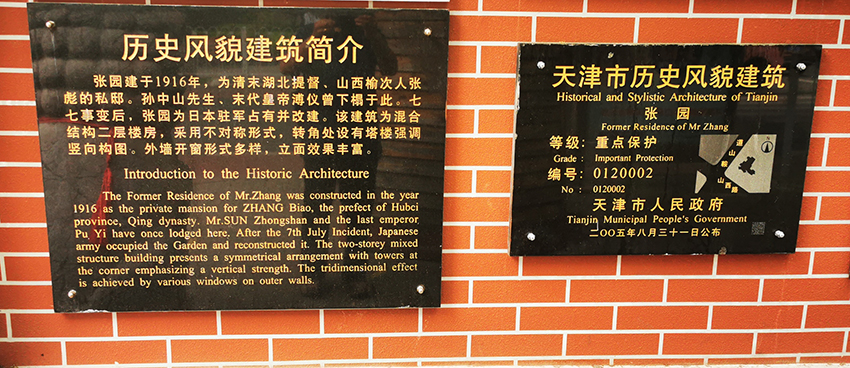 历史风貌建筑简介
张园建于1916年，为清末湖北提督、山西榆次人张
彪的私邸。孙中山先生、末代皇帝溥仪曾下榻于此。七
七事变后，张园为日本驻军占有并改建。该建筑为混合
结构二层楼房，采用不对称形式，转角处设有塔楼强调
竖向构图。外墙开窗形式多样，立面效果丰富。
Introduction to the Historic Architecture
The Former Residence of Mr.Zhang was constructed in the year
1916 as the private mansion for ZHANG Biao, the prefect of Hubci
province, Qing dynasty. Mr.SUN Zhongshan and the last emperor
Pu Yi have once lodged here. After the 7th July Incident, Japanese
army occupied the Garden and reconstructed it. The two-storey mixed
structure building presents a symmetrical arrangement with towers at
the corner emphasizing a vertical strength. The tridimensional effect
is achieved by various windows on outer walls.
天津市历史风貌建筑
Historical and Stylistic Architecture of Tianjin
张 园
Former Residence of Mr Zhang
等级：重点保护
Grade : Important Protection
编号：0120002
No : 0120002
天津市人民政府
Tianjin Municipal People's Government
二〇〇五年八月三十一日公布
鞍山道
山西路